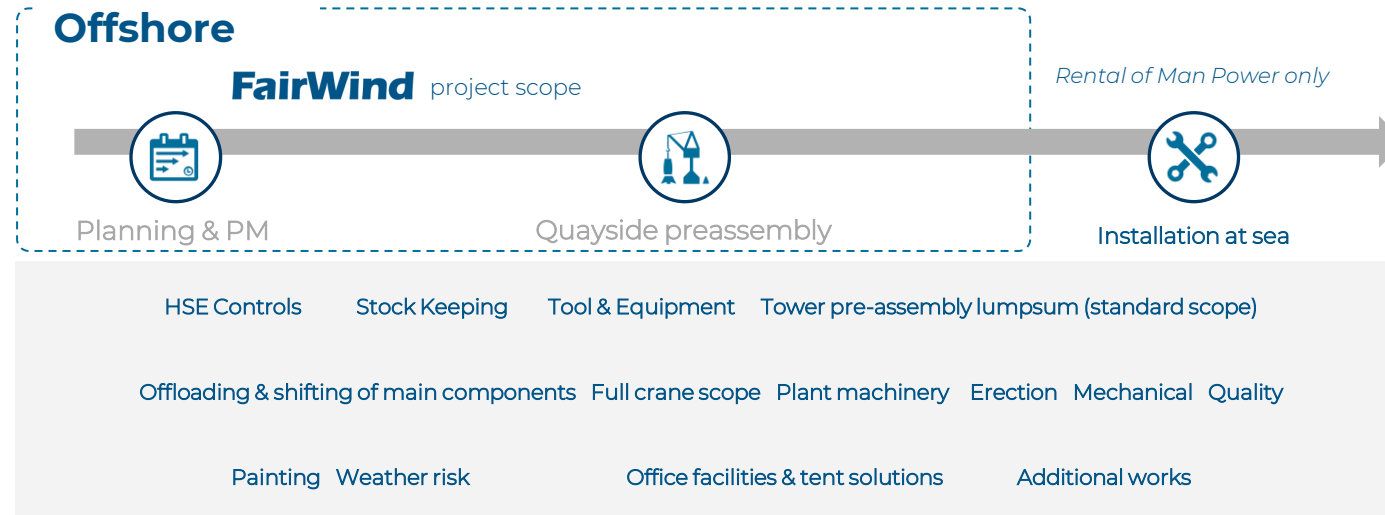 Offshore
FairWind project scope
Rental of Man Power only
Planning & PM
Quayside preassembly
Installation at sea
HSE Controls Stock Keeping Tool & Equipment Tower pre-assembly lumpsum (standard scope)
Offloading & shifting of main components Full crane scope Plant machinery Erection Mechanical Quality
Painting Weather risk Office facilities & tent solutions Additional works